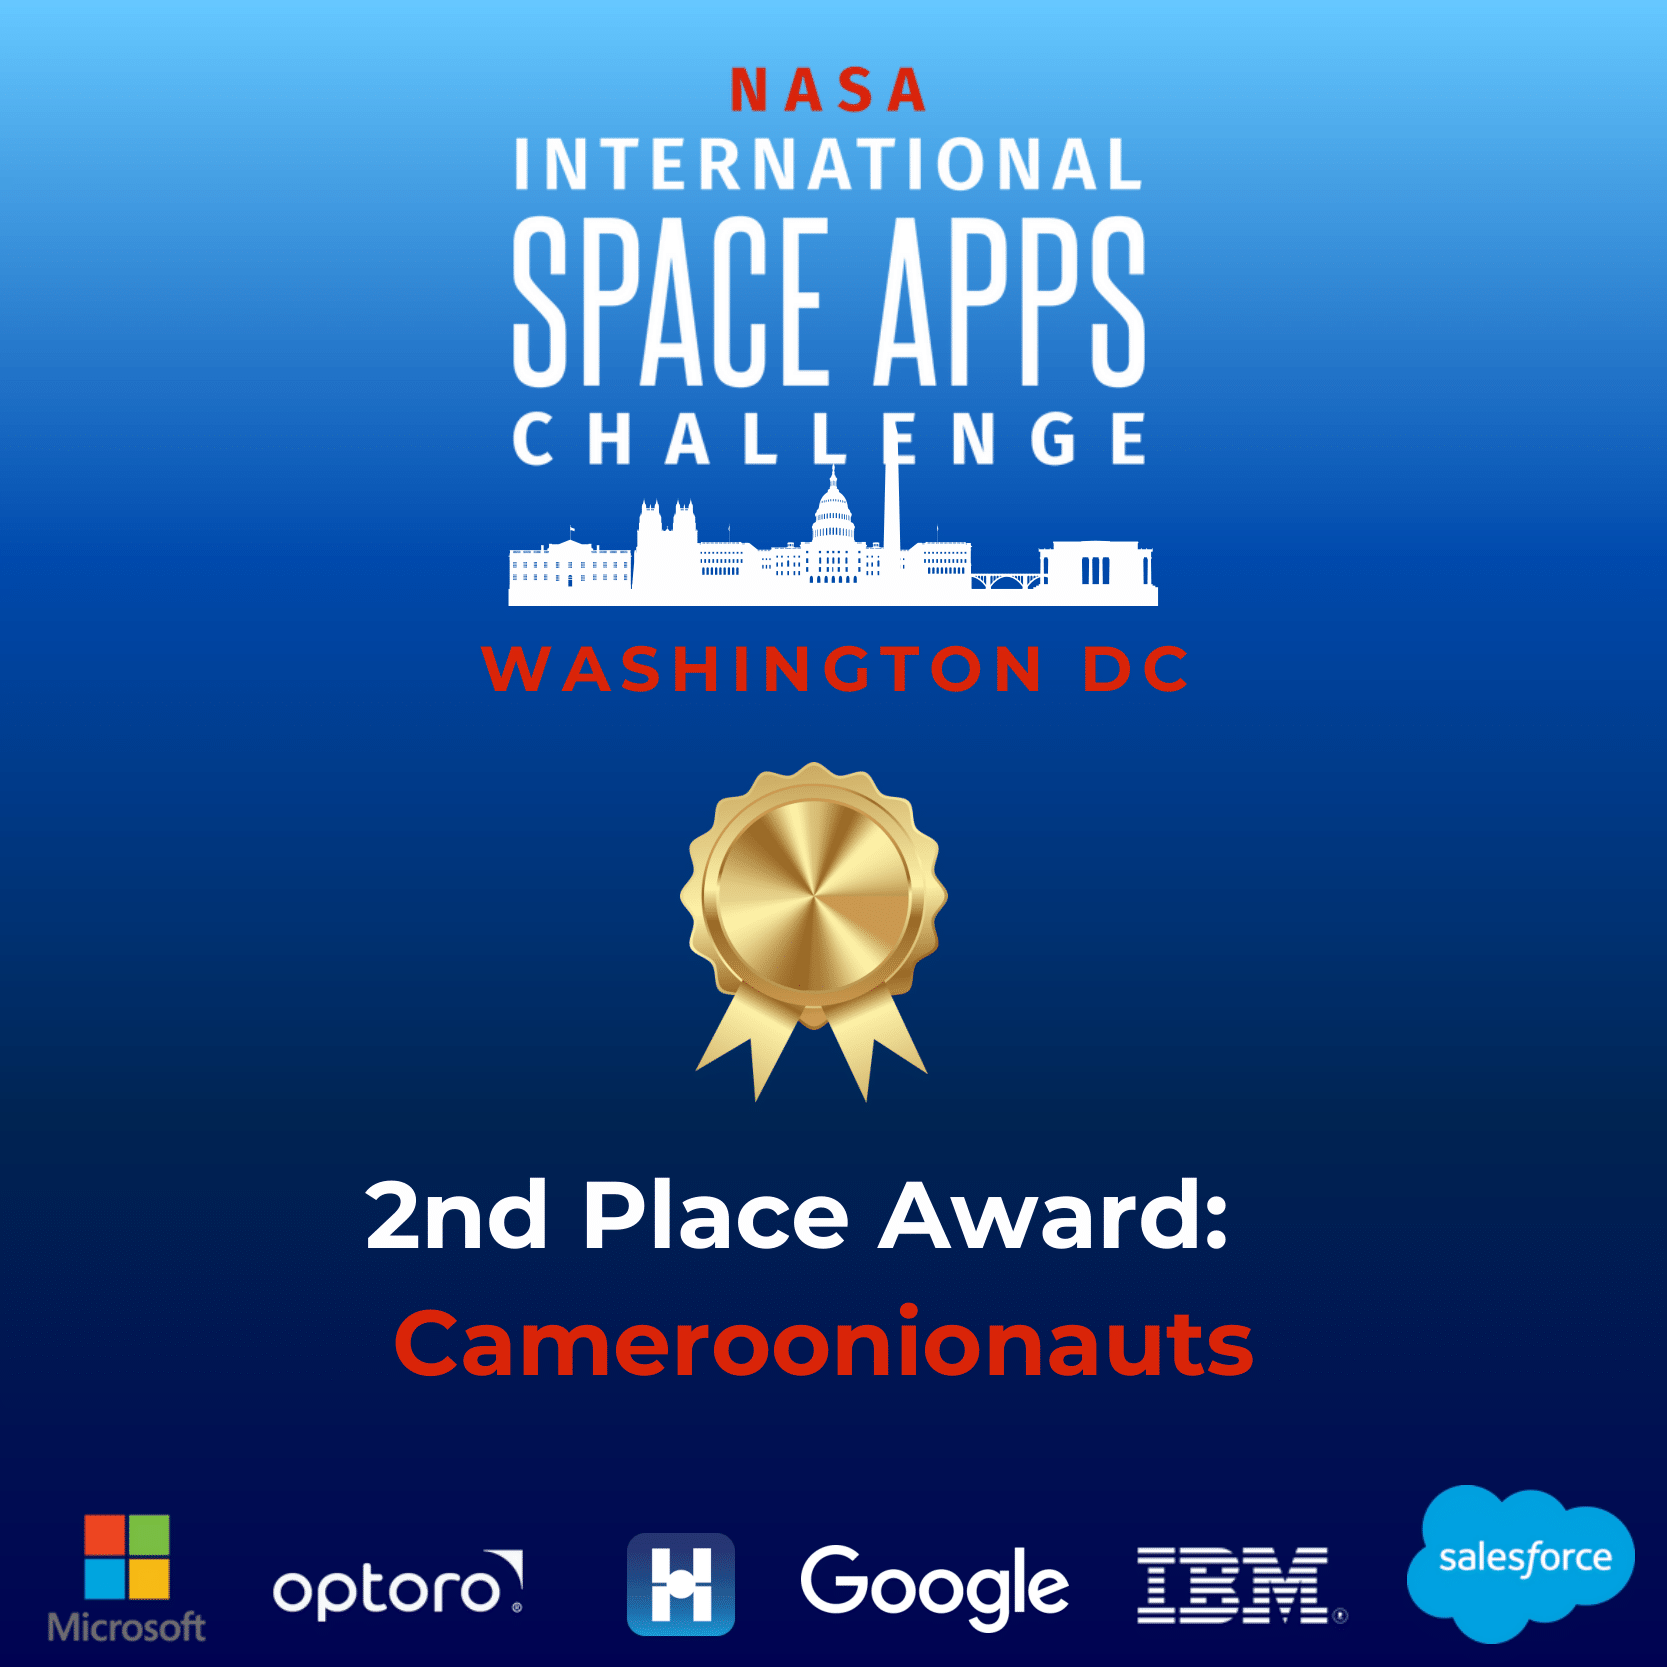 NASA
INTERNATIONAL
SPACE APPS
CHALLENGE
WASHINGTON DC
2nd Place Award:
Cameroonionauts
Microsoft
optoro®
H
Google
IBM®
salesforce